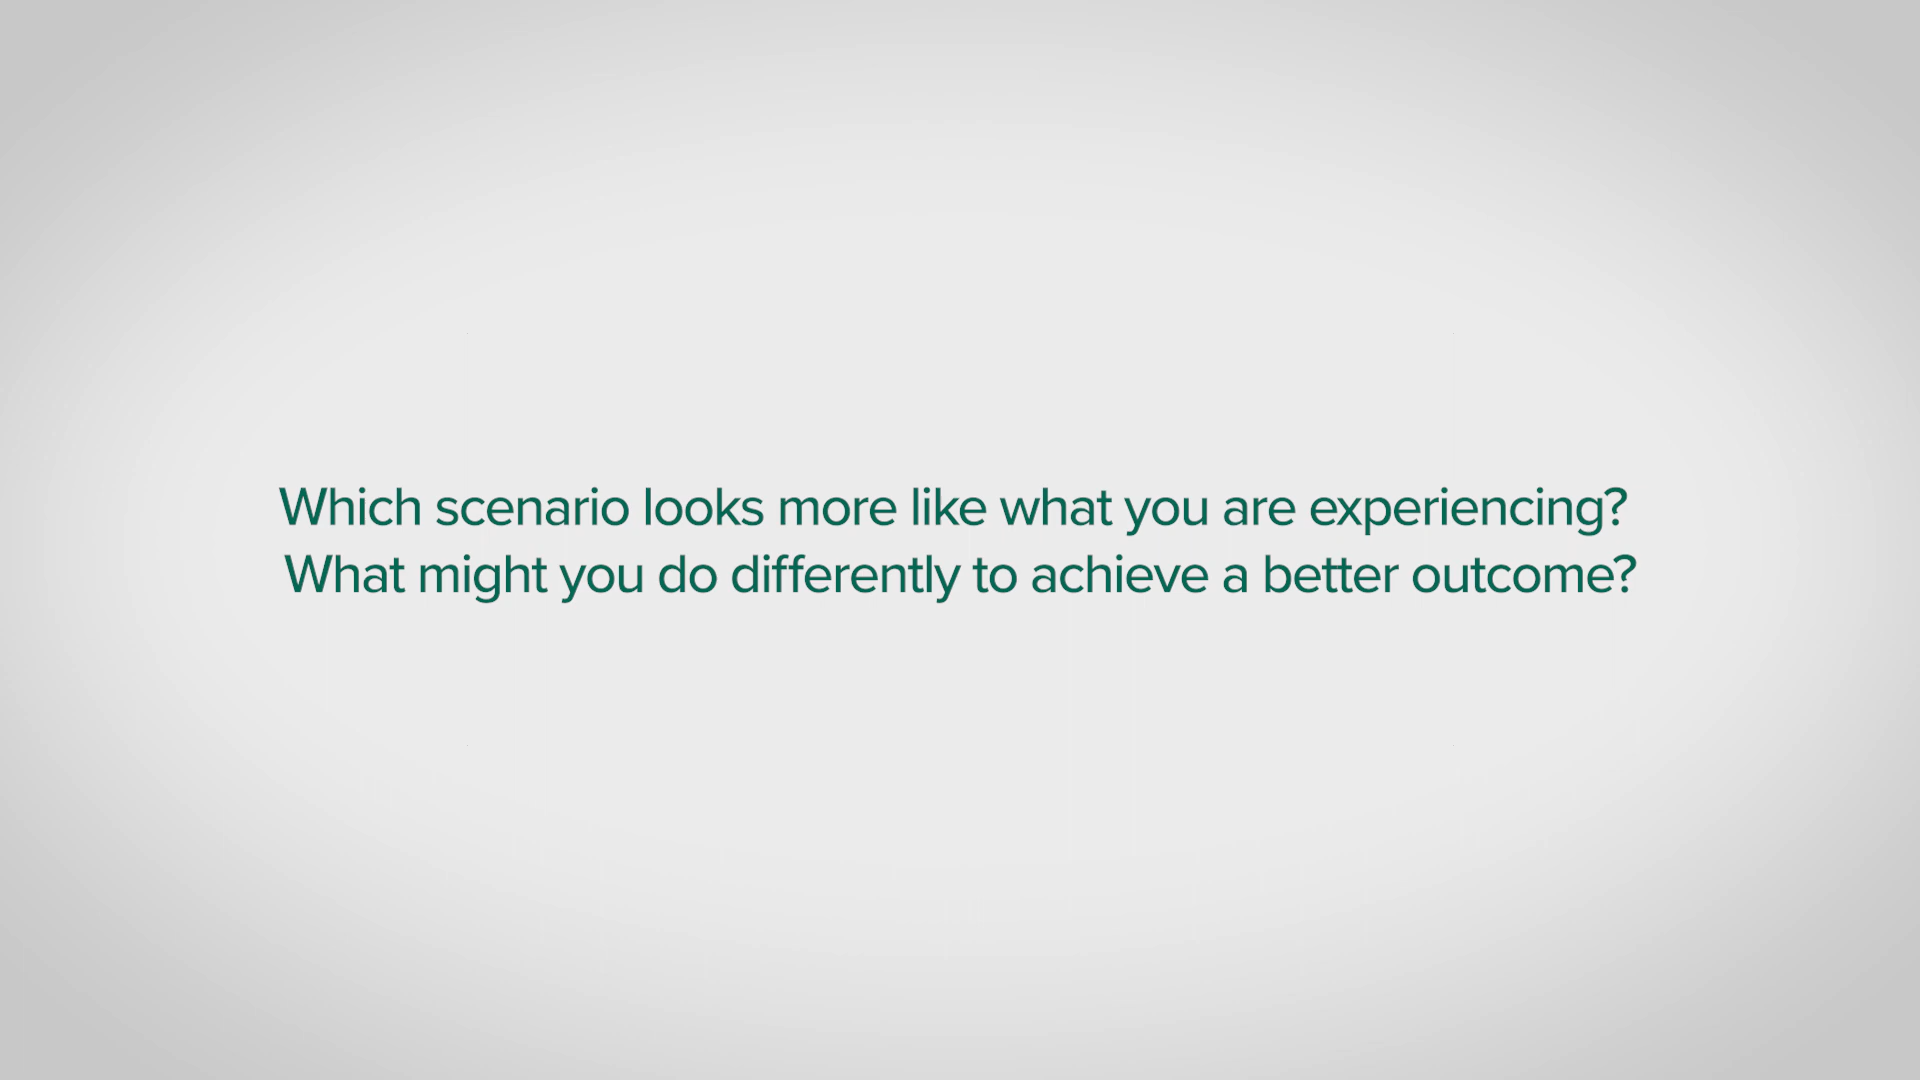 Which scenario looks more like what you are experiencing?
What might you do differently to achieve a better outcome?